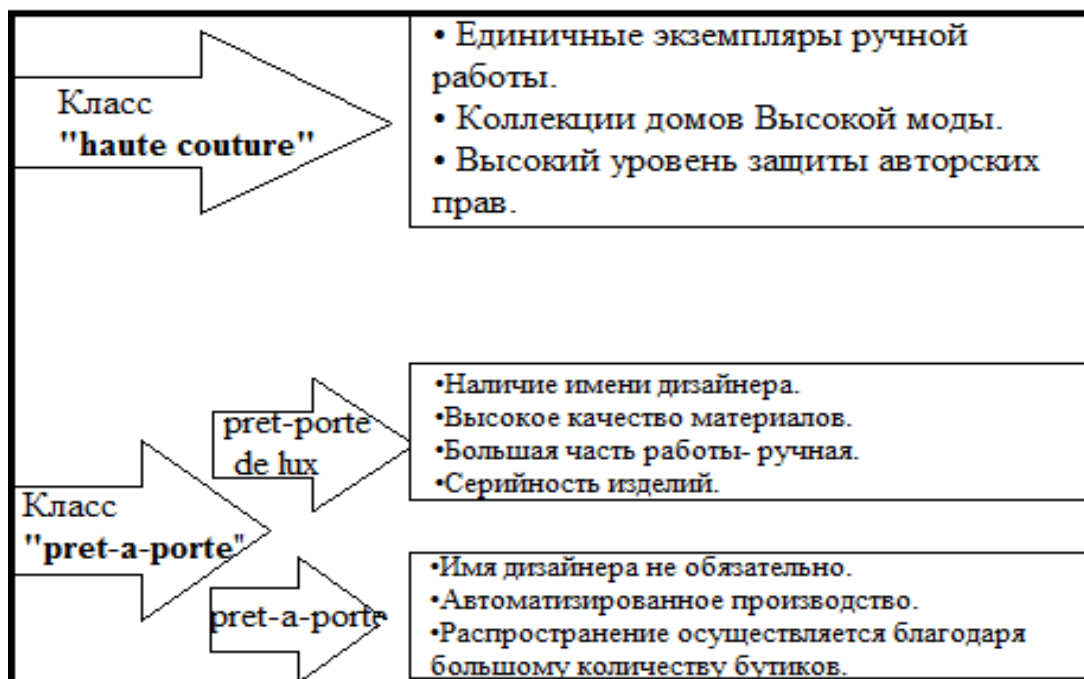 Класс
"haute couture"
• Единичные экземпляры ручной
работы.
• Коллекции домов Высокой моды.
• Высокий уровень защиты авторских
прав.
Класс
"pret-a-porte"
pret-porte
de lux
•Наличие имени дизайнера.
•Высокое качество материалов.
•Большая часть работы- ручная.
•Серийность изделий.
pret-a-porte
•Имя дизайнера не обязательно.
•Автоматизированное производство.
•Распространение осуществляется благодаря
большому количеству бутиков.